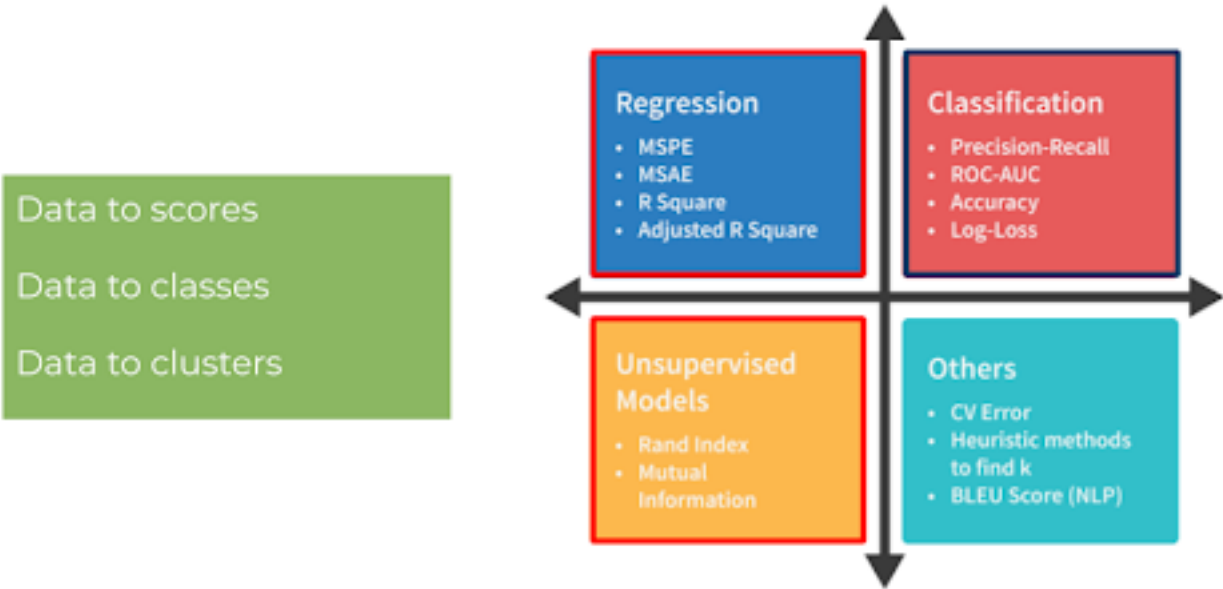 Data to scores
Data to classes
Data to clusters
Regression
• MSPE
• MSAE
• R Square
• Adjusted R Square
Classification
• Precision-Recall
• ROC-AUC
• Accuracy
• Log-Loss
Unsupervised
Models
• Rand Index
• Mutual
Information
Others
• CV Error
• Heuristic methods
to find k
• BLEU Score (NLP)